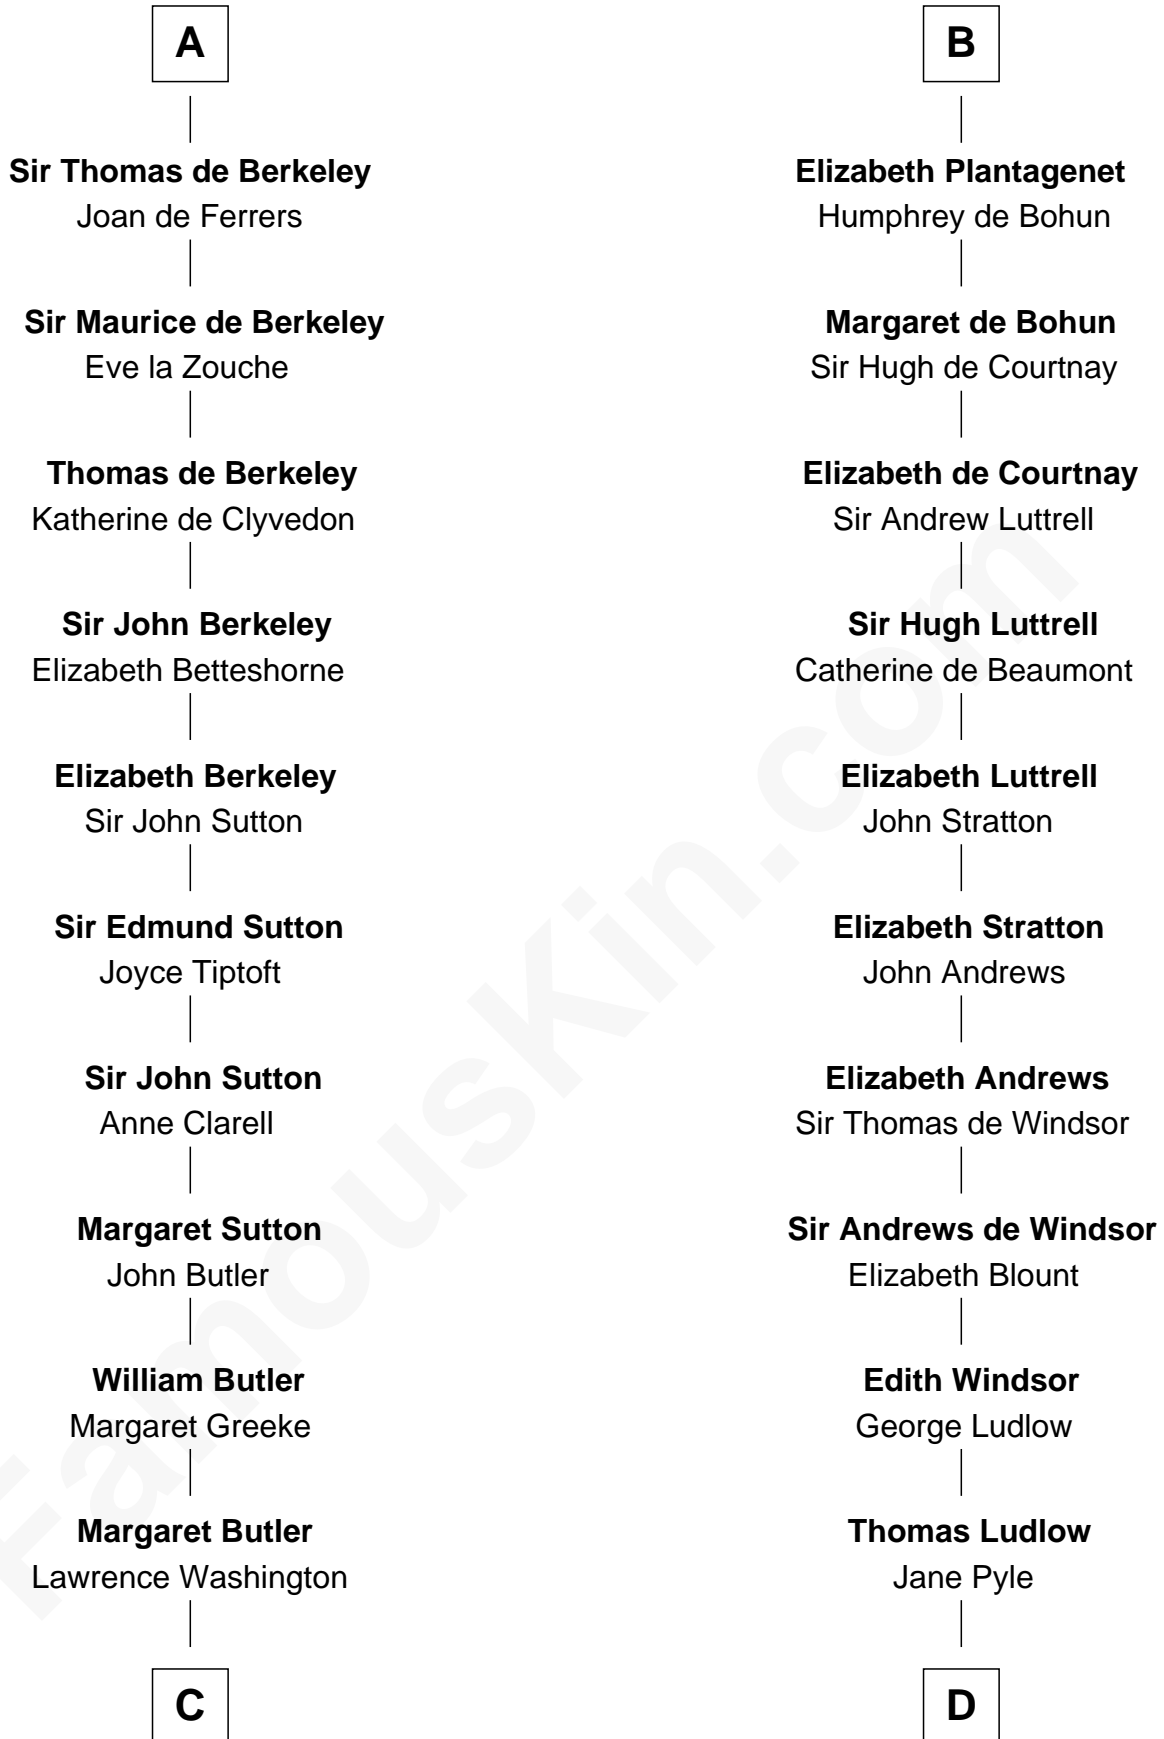 A
Sir Thomas de Berkeley
Joan de Ferrers
Sir Maurice de Berkeley
Eve la Zouche
Thomas de Berkeley
Katherine de Clyvedon
Sir John Berkeley
Elizabeth Betteshorne
Elizabeth Berkeley
Sir John Sutton
Sir Edmund Sutton
Joyce Tiptoft
Sir John Sutton
Anne Clarell
Margaret Sutton
John Butler
William Butler
Margaret Greeke
Margaret Butler
Lawrence Washington
C
B
Elizabeth Plantagenet
Humphrey de Bohun
Margaret de Bohun
Sir Hugh de Courtnay
Elizabeth de Courtnay
Sir Andrew Luttrell
Sir Hugh Luttrell
Catherine de Beaumont
Elizabeth Luttrell
John Stratton
Elizabeth Stratton
John Andrews
Elizabeth Andrews
Sir Thomas de Windsor
Sir Andrews de Windsor
Elizabeth Blount
Edith Windsor
George Ludlow
Thomas Ludlow
Jane Pyle
D
FamousKin.com